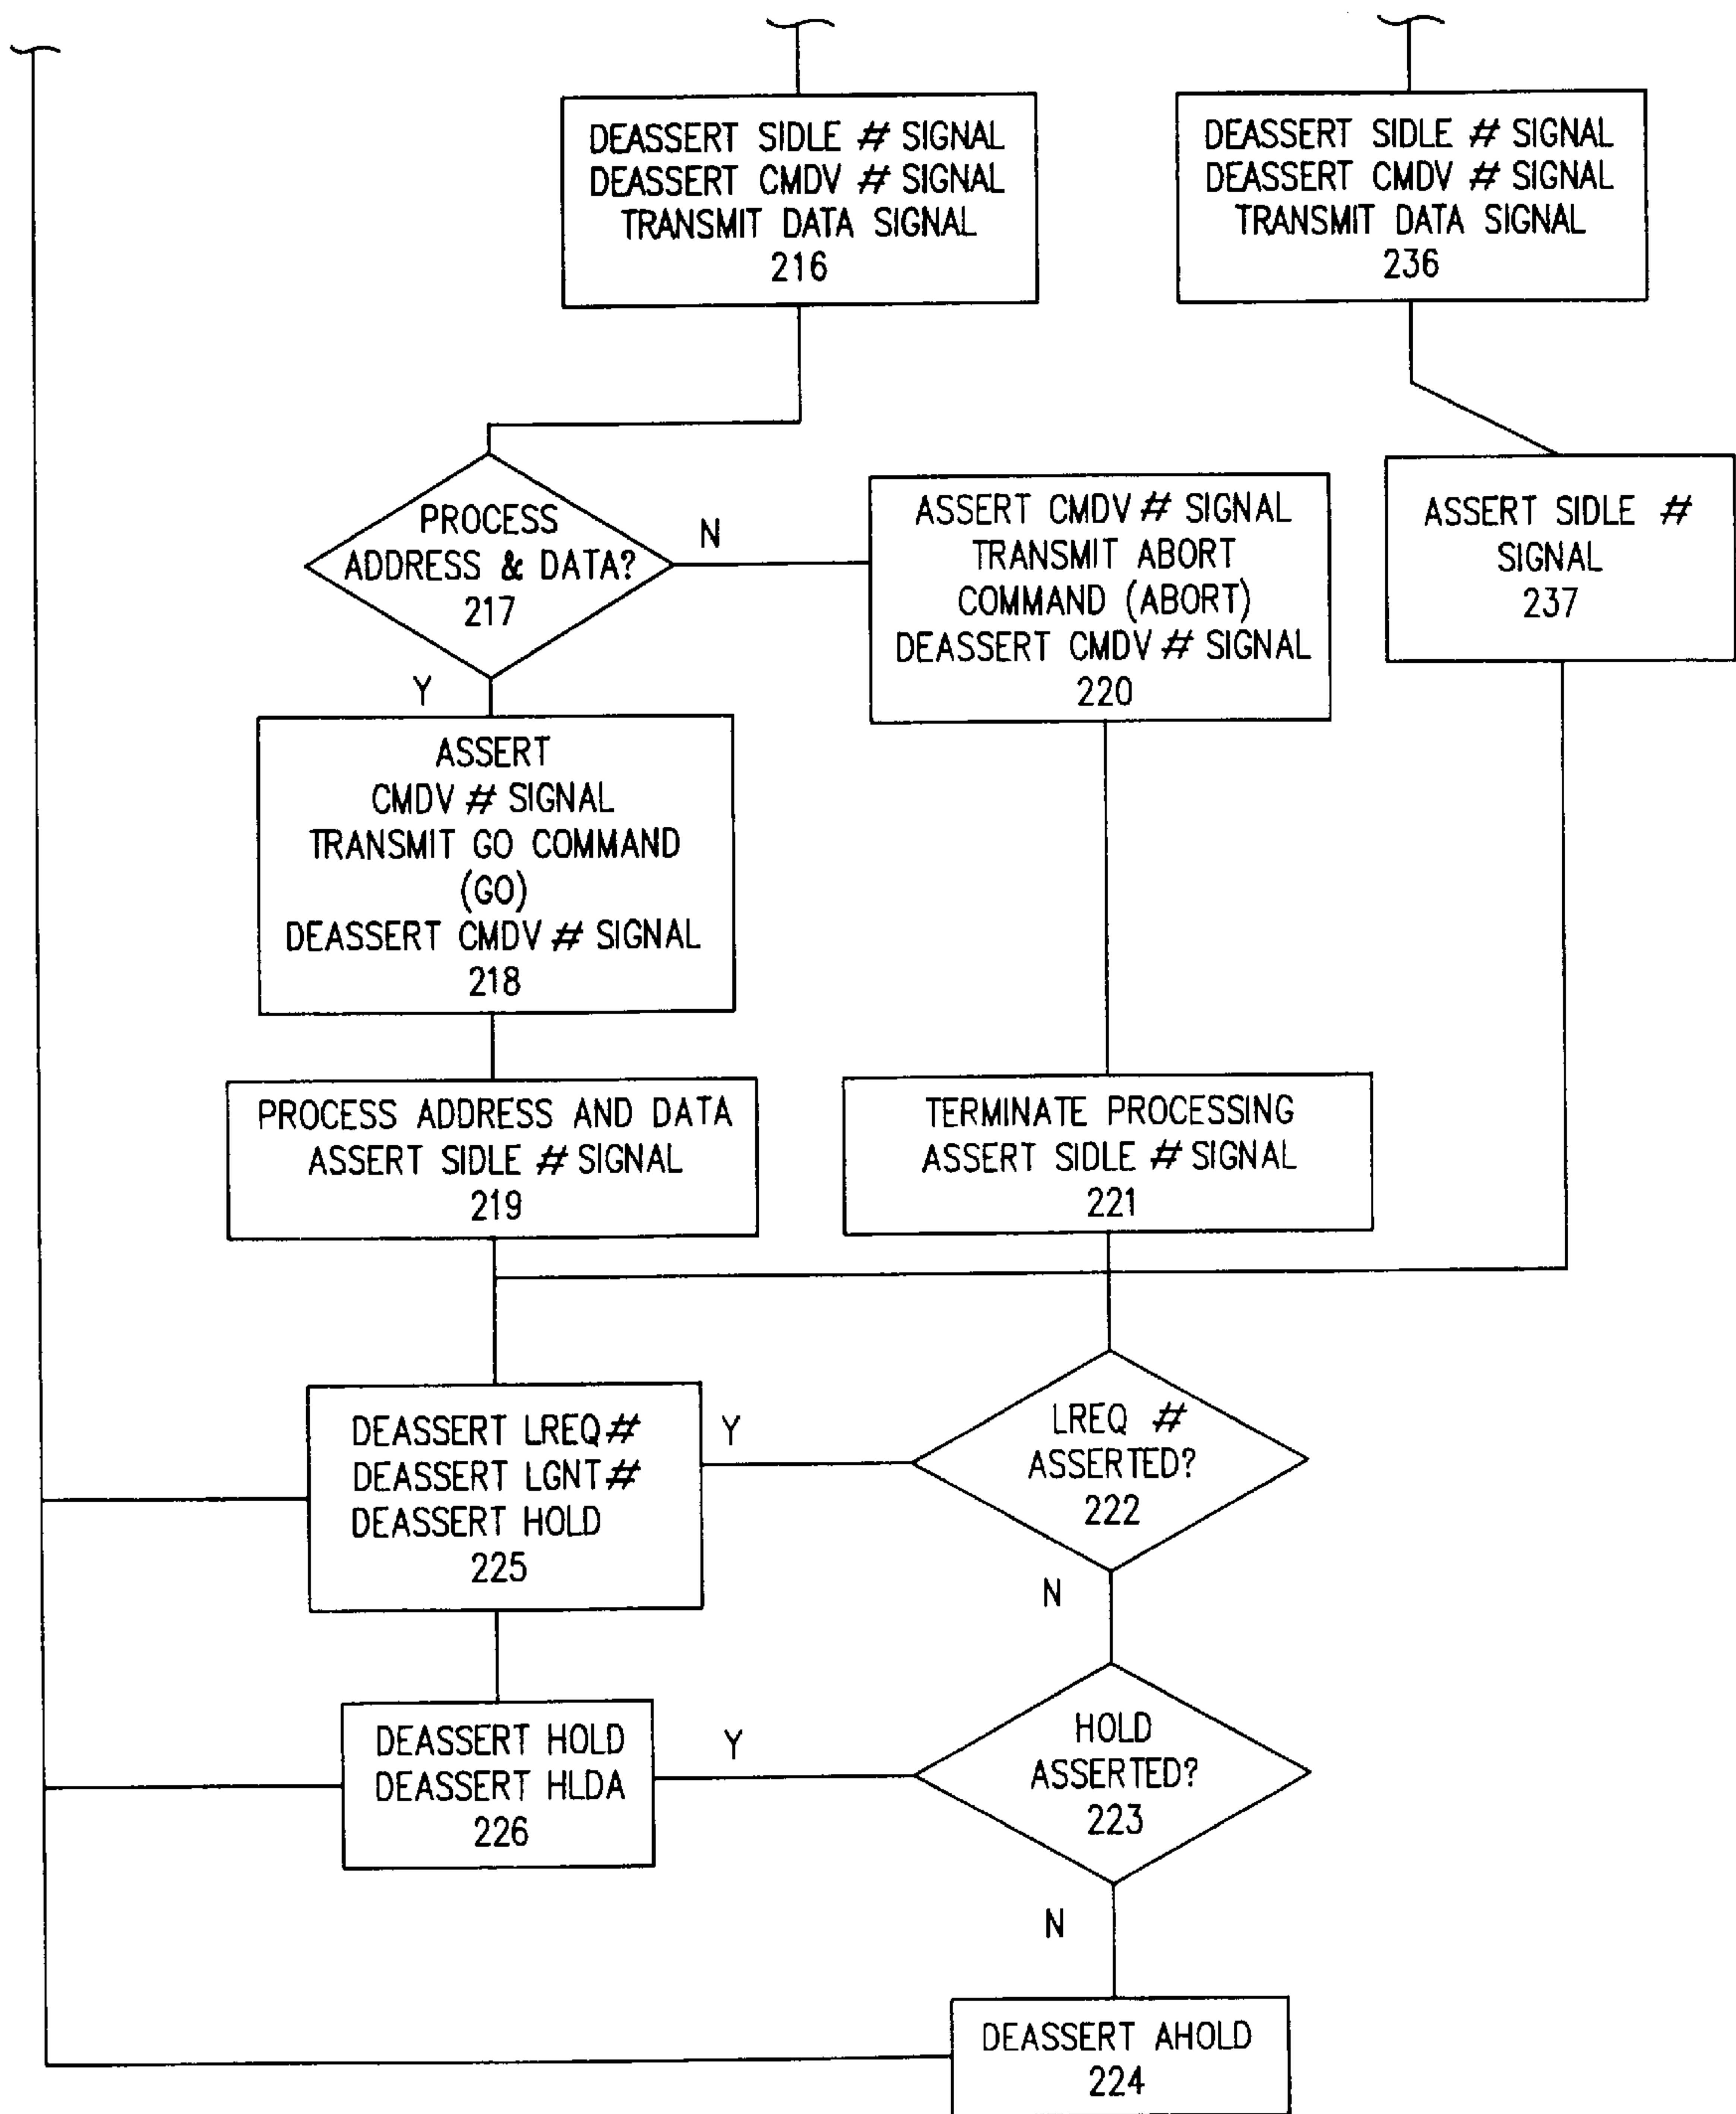 DEASSERT SIDLE # SIGNAL
DEASSERT CMDV # SIGNAL
TRANSMIT DATA SIGNAL
216
DEASSERT SIDLE # SIGNAL
DEASSERT CMDV # SIGNAL
TRANSMIT DATA SIGNAL
236
PROCESS
ADDRESS & DATA?
217
N
Y
ASSERT CMDV # SIGNAL
TRANSMIT ABORT
COMMAND (ABORT)
DEASSERT CMDV # SIGNAL
220
ASSERT SIDLE #
SIGNAL
237
ASSERT
CMDV # SIGNAL
TRANSMIT GO COMMAND
(GO)
DEASSERT CMDV # SIGNAL
218
PROCESS ADDRESS AND DATA
ASSERT SIDLE # SIGNAL
219
TERMINATE PROCESSING
ASSERT SIDLE # SIGNAL
221
DEASSERT LREQ#
DEASSERT LGNT#
DEASSERT HOLD
225
Y
LREQ #
ASSERTED?
222
N
DEASSERT HOLD
DEASSERT HLDA
226
Y
HOLD
ASSERTED?
223
N
DEASSERT AHOLD
224